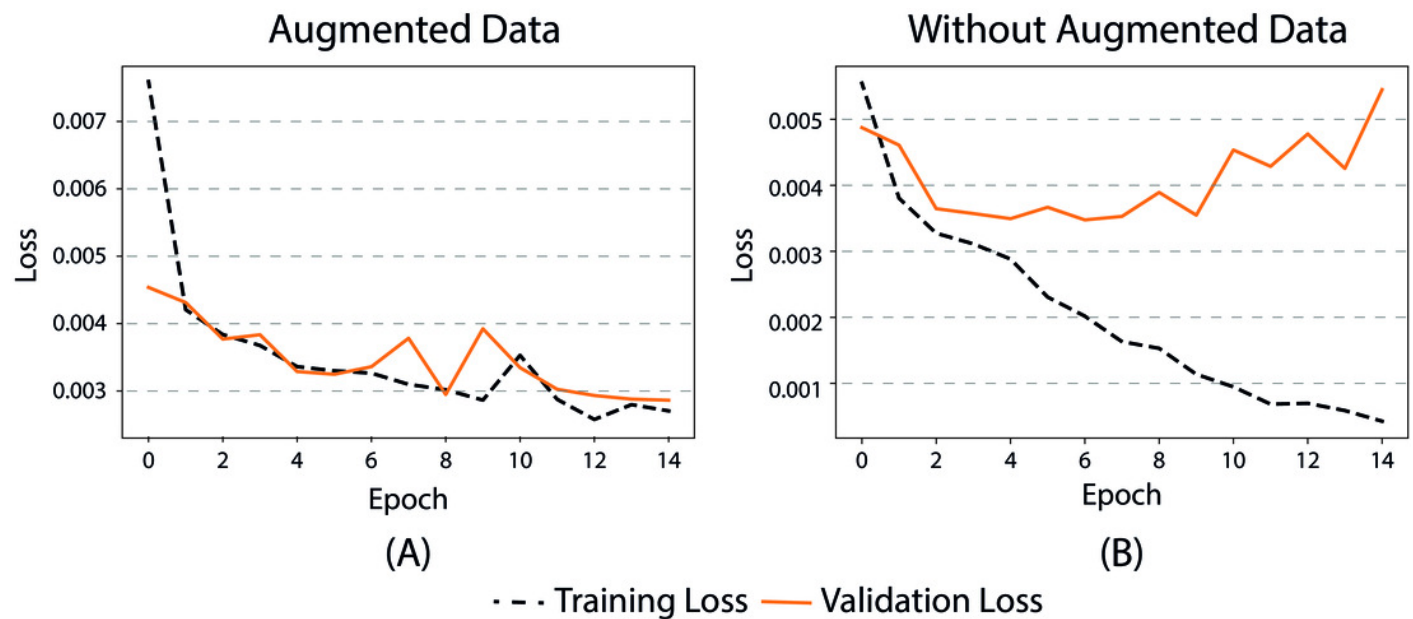 Augmented Data
Without Augmented Data
Loss
0.007
0.006
0.005
0.004
0.003
0 2 4 6 8 10 12 14
Epoch
(A)
Loss
0.005
0.004
0.003
0.002
0.001
0 2 4 6 8 10 12 14
Epoch
(B)
Training Loss Validation Loss